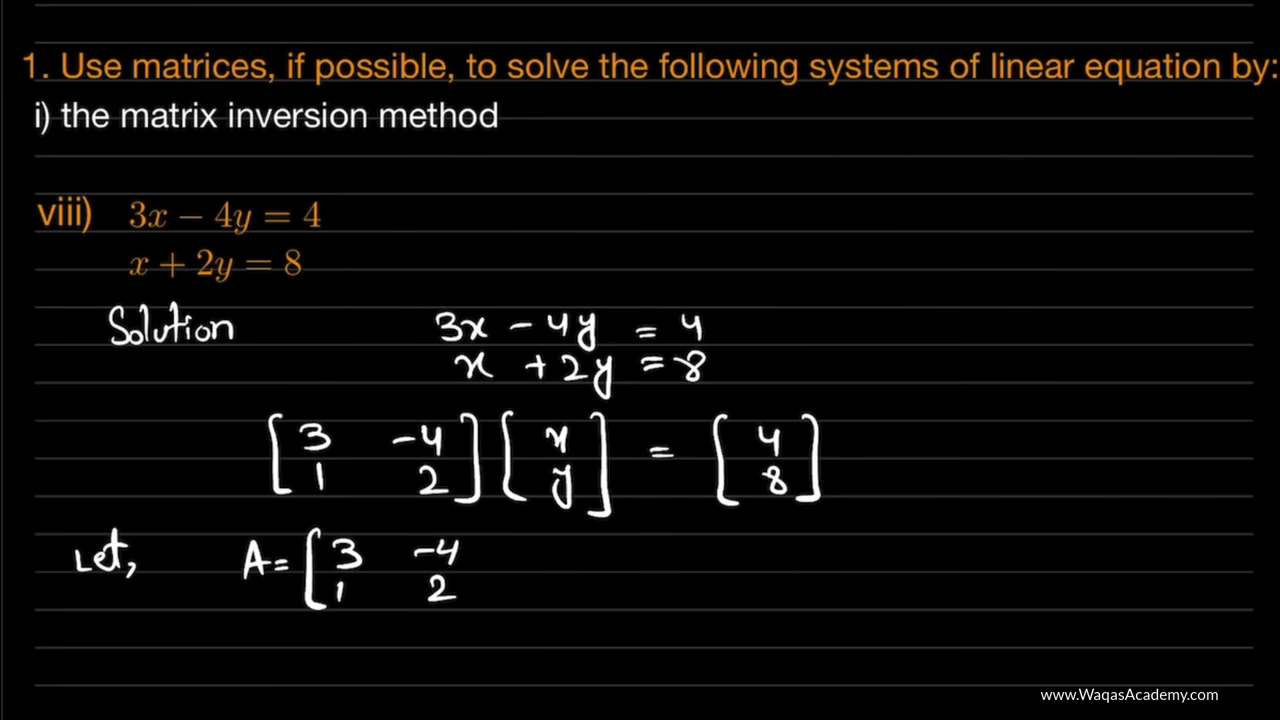 1. Use matrices, if possible, to solve the following systems of linear equation by:
i) the matrix inversion method
viii) 3x − 4y = 4
x + 2y = 8
Solution 3x - 4y = 4
x + 2y = 8
[3 -4] [x] = [4]
[1 2] [y] [8]
Let, A = [3 -4
1 2
www.WaqasAcademy.com